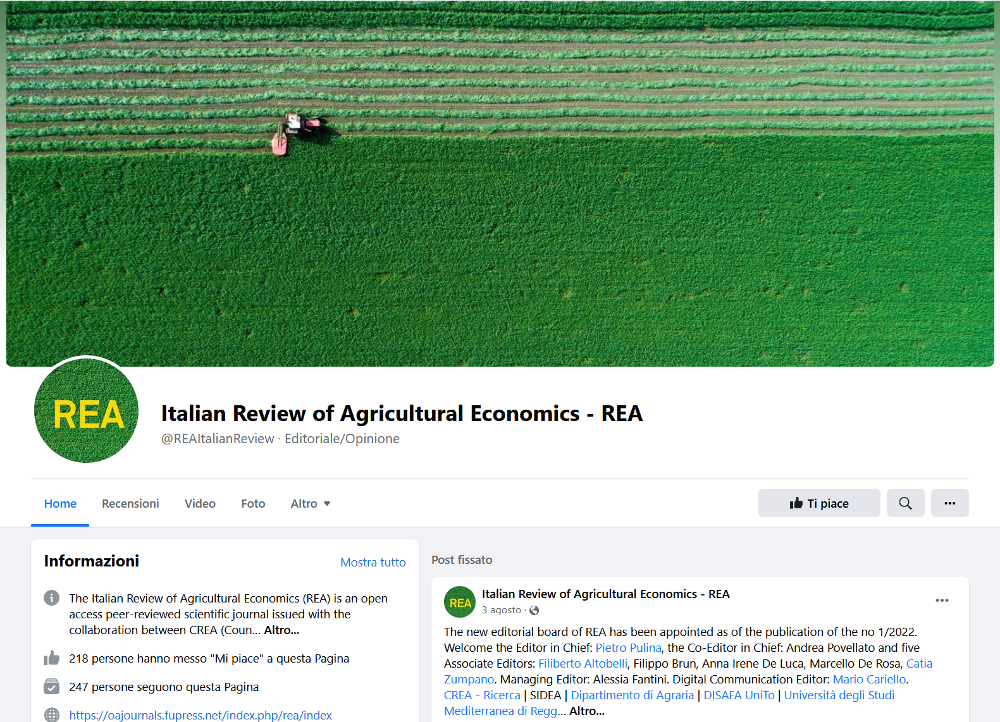 REA
Italian Review of Agricultural Economics - REA
@REAItalianReview · Editoriale/Opinione
Home
Recensioni
Video
Foto
Altro
Ti piace
Informazioni
Mostra tutto
The Italian Review of Agricultural Economics (REA) is an open
access peer-reviewed scientific journal issued with the
collaboration between CREA (Coun... Altro...
218 persone hanno messo "Mi piace" a questa Pagina
247 persone seguono questa Pagina
https://oajournals.fupress.net/index.php/rea/index
Post fissato
REA
Italian Review of Agricultural Economics - REA
3 agosto ·
The new editorial board of REA has been appointed as of the publication of the no 1/2022.
Welcome the Editor in Chief: Pietro Pulina, the Co-Editor in Chief: Andrea Povellato and five
Associate Editors: Filiberto Altobelli, Filippo Brun, Anna Irene De Luca, Marcello De Rosa, Catia
Zumpano. Managing Editor: Alessia Fantini. Digital Communication Editor: Mario Cariello.
CREA - Ricerca | SIDEA | Dipartimento di Agraria | DISAFA UniTo | Università degli Studi
Mediterranea di Regg... Altro...